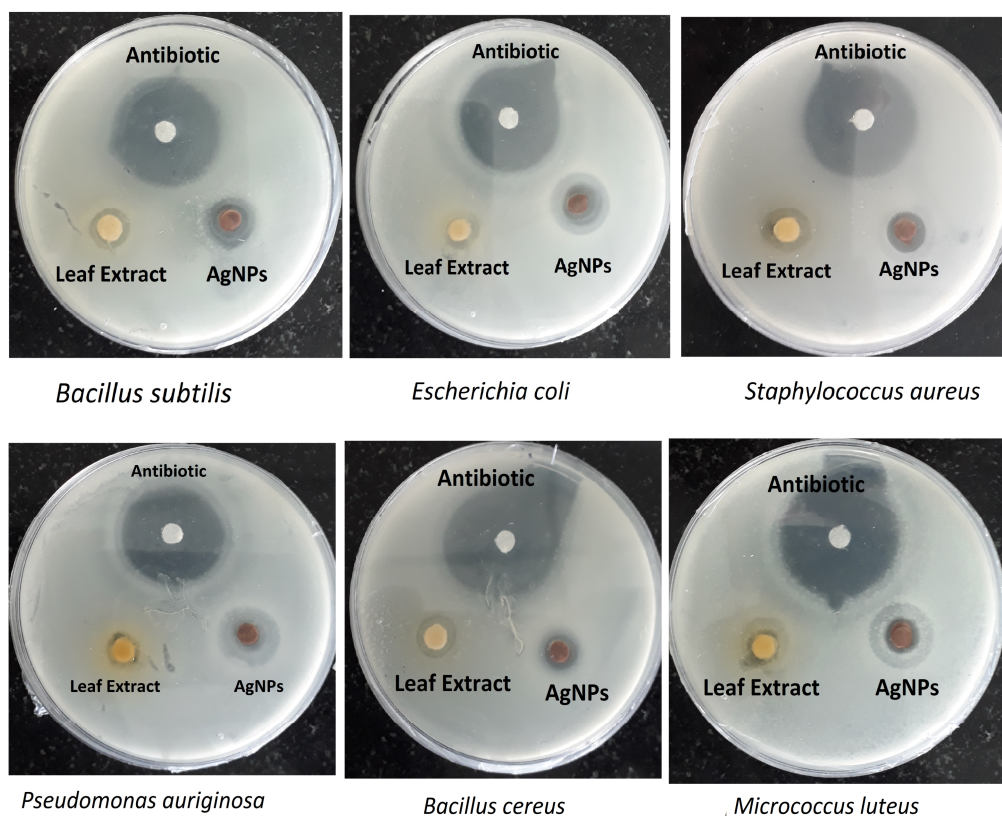 Antibiotic
Leaf Extract
AgNPs
Bacillus subtilis
Antibiotic
Leaf Extract
AgNPs
Escherichia coli
Antibiotic
Leaf Extract
AgNPs
Staphylococcus aureus
Antibiotic
Leaf Extract
AgNPs
Pseudomonas auriginosa
Antibiotic
Leaf Extract
AgNPs
Bacillus cereus
Antibiotic
Leaf Extract
AgNPs
Micrococcus luteus